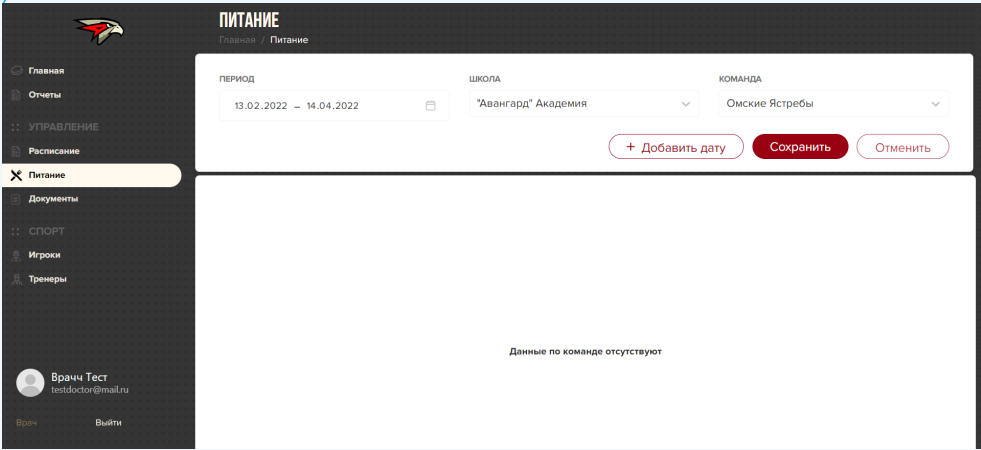 ПИТАНИЕ
Главная / Питание
Главная
Отчеты
УПРАВЛЕНИЕ
Расписание
Питание
Документы
СПОРТ
Игроки
Тренеры
Врачч Тест
testdoctor@mail.ru
Врач Выйти
ПЕРИОД ШКОЛА КОМАНДА
13.02.2022 – 14.04.2022 "Авангард" Академия Омские Ястребы
+ Добавить дату Сохранить Отменить
Данные по команде отсутствуют